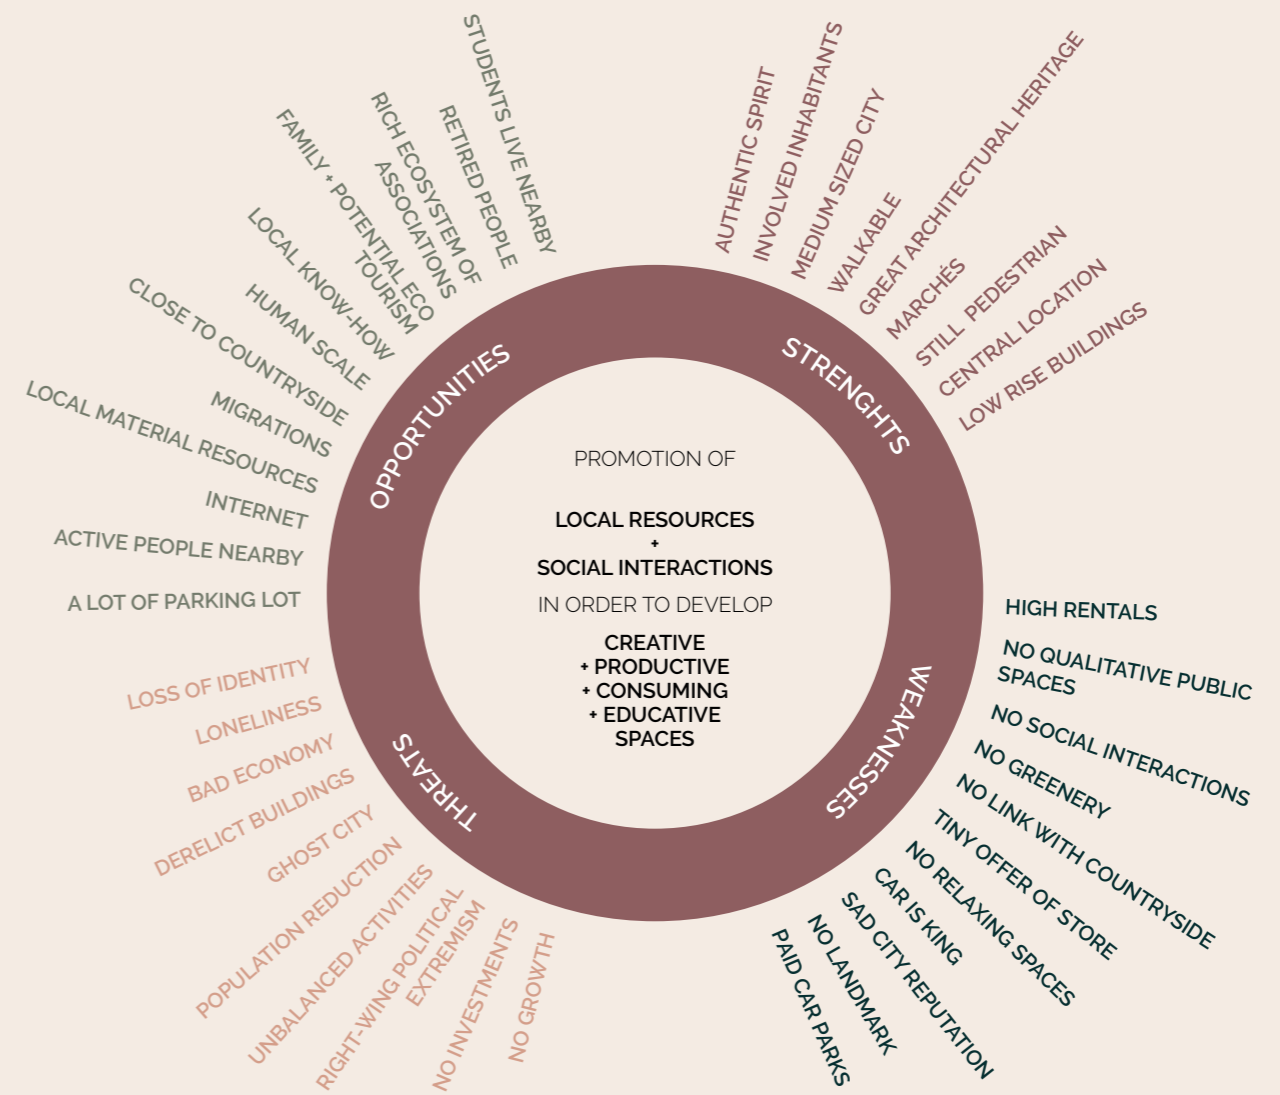 STUDENTS LIVE NEARBY
RETIRED PEOPLE
RICH ECOSYSTEM OF
ASSOCIATIONS
FAMILY + POTENTIAL ECO
TOURISM
LOCAL KNOW-HOW
HUMAN SCALE
CLOSE TO COUNTRYSIDE
MIGRATIONS
LOCAL MATERIAL RESOURCES
INTERNET
ACTIVE PEOPLE NEARBY
A LOT OF PARKING LOT
OPPORTUNITIES
AUTHENTIC SPIRIT
INVOLVED INHABITANTS
MEDIUM SIZED CITY
WALKABLE
GREAT ARCHITECTURAL HERITAGE
MARCHÉS
STILL PEDESTRIAN
CENTRAL LOCATION
LOW RISE BUILDINGS
STRENGHTS
PROMOTION OF
LOCAL RESOURCES
+
SOCIAL INTERACTIONS
IN ORDER TO DEVELOP
CREATIVE
+ PRODUCTIVE
+ CONSUMING
+ EDUCATIVE
SPACES
THREATS
LOSS OF IDENTITY
LONELINESS
BAD ECONOMY
DERELICT BUILDINGS
GHOST CITY
POPULATION REDUCTION
UNBALANCED ACTIVITIES
RIGHT-WING POLITICAL
EXTREMISM
NO INVESTMENTS
NO GROWTH
WEAKNESSES
HIGH RENTALS
NO QUALITATIVE PUBLIC
SPACES
NO SOCIAL INTERACTIONS
NO GREENERY
NO LINK WITH COUNTRYSIDE
TINY OFFER OF STORE
NO RELAXING SPACES
CAR IS KING
SAD CITY REPUTATION
NO LANDMARK
PAID CAR PARKS